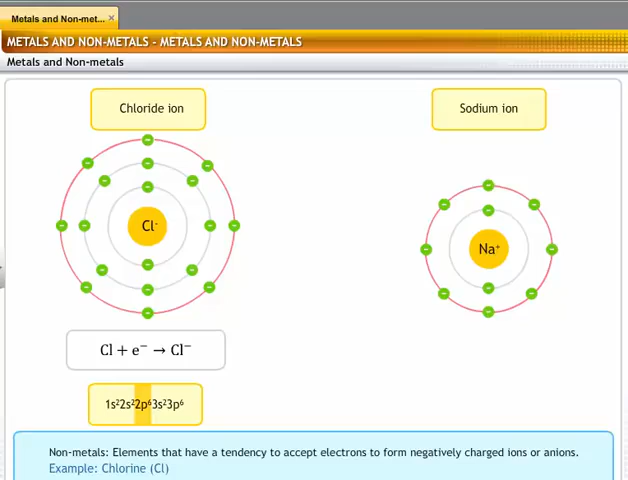 Metals and Non-met... ×
METALS AND NON-METALS - METALS AND NON-METALS
Metals and Non-metals
Chloride ion
Sodium ion
Cl⁻
Na⁺
Cl + e⁻ → Cl⁻
1s²2s²2p⁶3s²3p⁶
Non-metals: Elements that have a tendency to accept electrons to form negatively charged ions or anions.
Example: Chlorine (Cl)